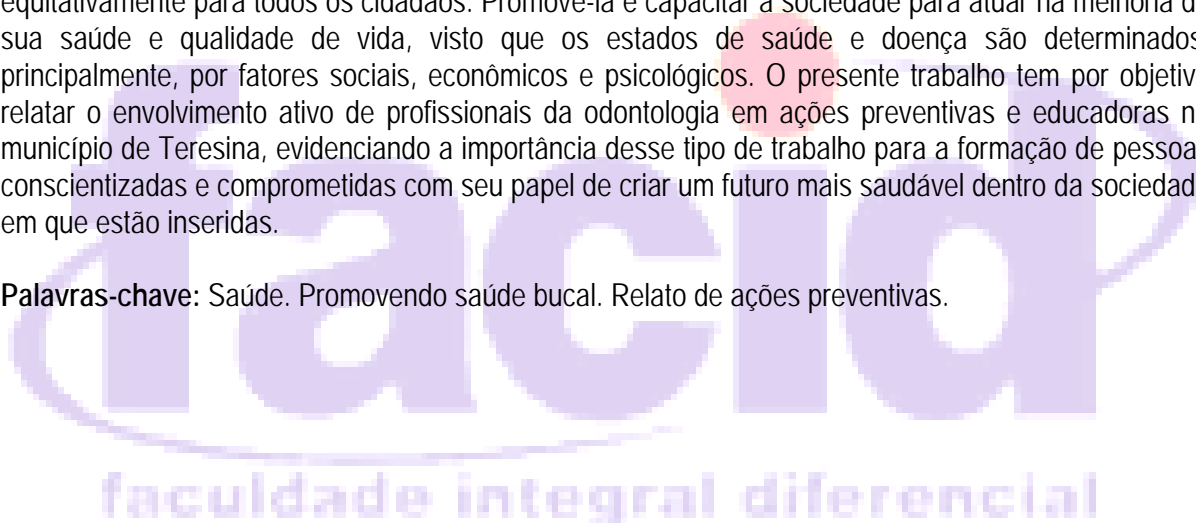 equitativamente para todos os cidadãos. Promovê-la é capacitar a sociedade para atuar na melhoria d
sua saúde e qualidade de vida, visto que os estados de saúde e doença são determinados
principalmente, por fatores sociais, econômicos e psicológicos. O presente trabalho tem por objetiv
relatar o envolvimento ativo de profissionais da odontologia em ações preventivas e educadoras n
município de Teresina, evidenciando a importância desse tipo de trabalho para a formação de pessoa
conscientizadas e comprometidas com seu papel de criar um futuro mais saudável dentro da sociedad
em que estão inseridas.
Palavras-chave: Saúde. Promovendo saúde bucal. Relato de ações preventivas.
facid
faculdade integral diferencial